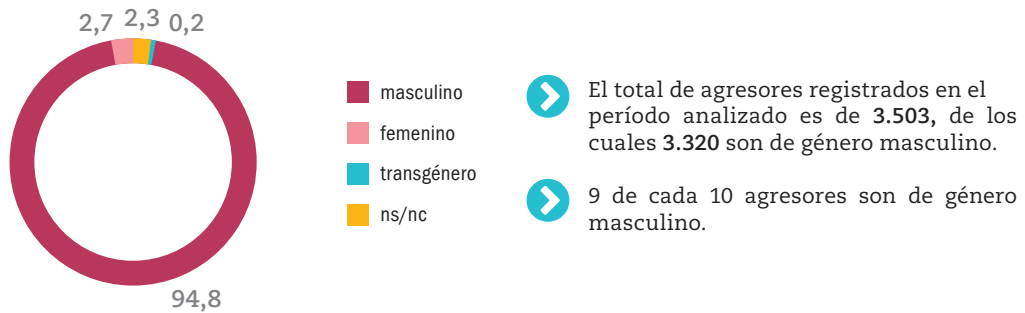 2,7 2,3 0,2
94,8
masculino
femenino
transgénero
ns/nc
El total de agresores registrados en el
período analizado es de 3.503, de los
cuales 3.320 son de género masculino.
9 de cada 10 agresores son de género
masculino.